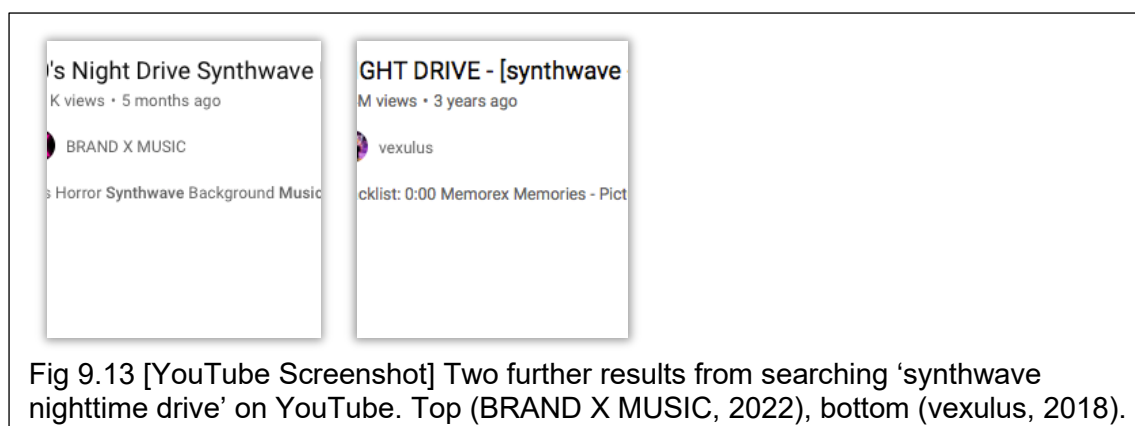 's Night Drive Synthwave
K views • 5 months ago
BRAND X MUSIC
Horror Synthwave Background Music
GHT DRIVE - [synthwave
M views • 3 years ago
vexulus
cklist: 0:00 Memorex Memories - Pict
Fig 9.13 [YouTube Screenshot] Two further results from searching ‘synthwave
nighttime drive’ on YouTube. Top (BRAND X MUSIC, 2022), bottom (vexulus, 2018).